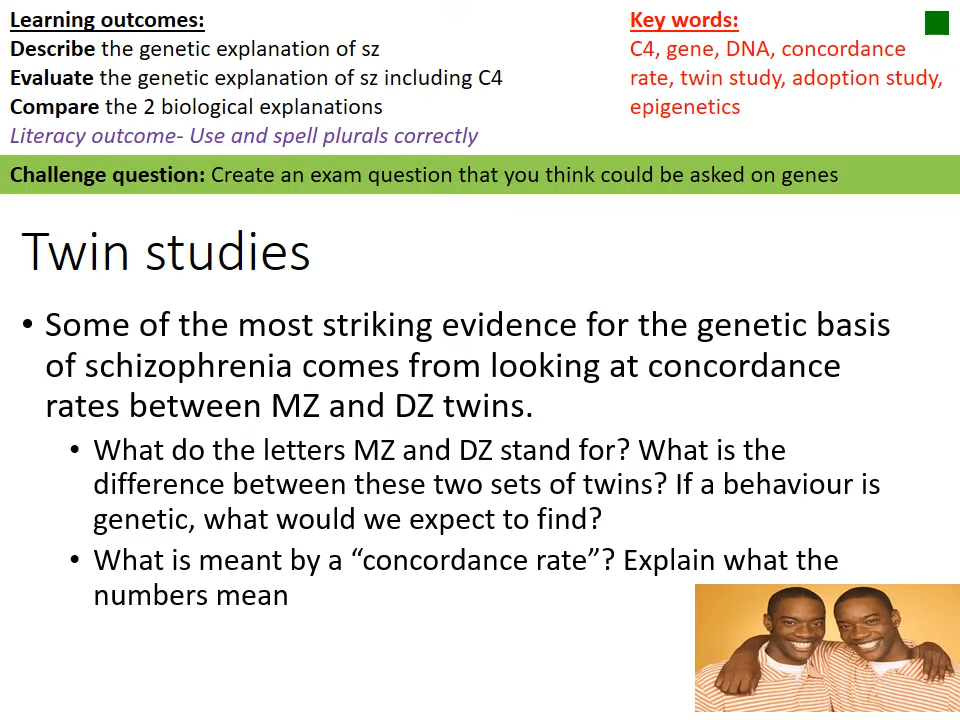 Learning outcomes:
Describe the genetic explanation of sz
Evaluate the genetic explanation of sz including C4
Compare the 2 biological explanations
Literacy outcome- Use and spell plurals correctly
Key words:
C4, gene, DNA, concordance
rate, twin study, adoption study,
epigenetics
Challenge question: Create an exam question that you think could be asked on genes
Twin studies
• Some of the most striking evidence for the genetic basis
of schizophrenia comes from looking at concordance
rates between MZ and DZ twins.
• What do the letters MZ and DZ stand for? What is the
difference between these two sets of twins? If a behaviour is
genetic, what would we expect to find?
• What is meant by a “concordance rate”? Explain what the
numbers mean